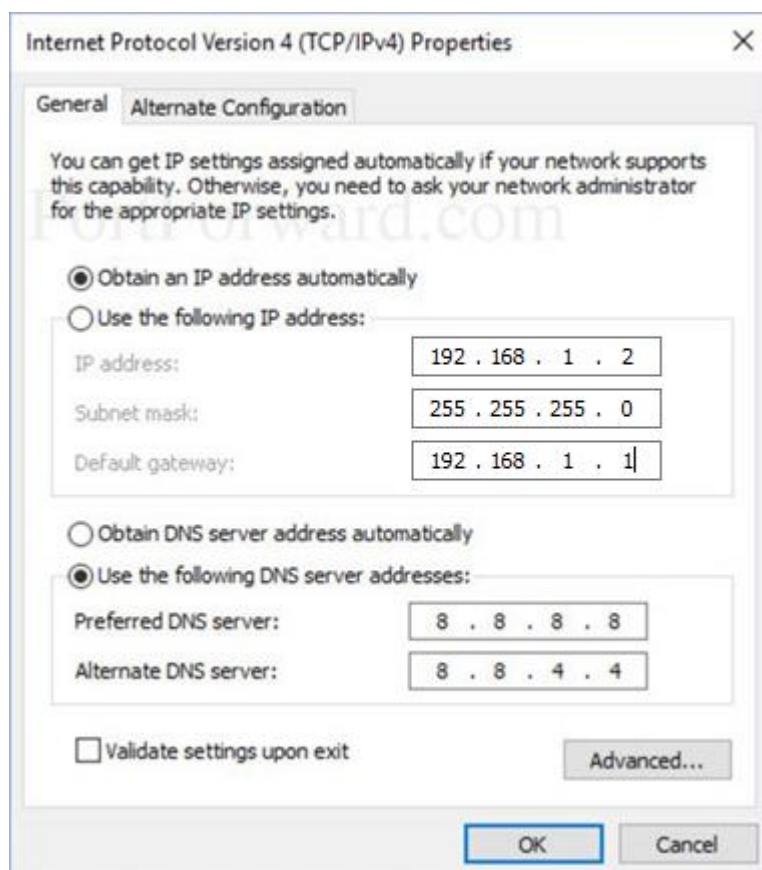 Internet Protocol Version 4 (TCP/IPv4) Properties
General
Alternate Configuration
You can get IP settings assigned automatically if your network supports
this capability. Otherwise, you need to ask your network administrator
for the appropriate IP settings.
PortForward.com
Obtain an IP address automatically
Use the following IP address:
IP address: 192 . 168 . 1 . 2
Subnet mask: 255 . 255 . 255 . 0
Default gateway: 192 . 168 . 1 . 1
Obtain DNS server address automatically
Use the following DNS server addresses:
Preferred DNS server: 8 . 8 . 8 . 8
Alternate DNS server: 8 . 8 . 4 . 4
Validate settings upon exit
Advanced...
OK Cancel